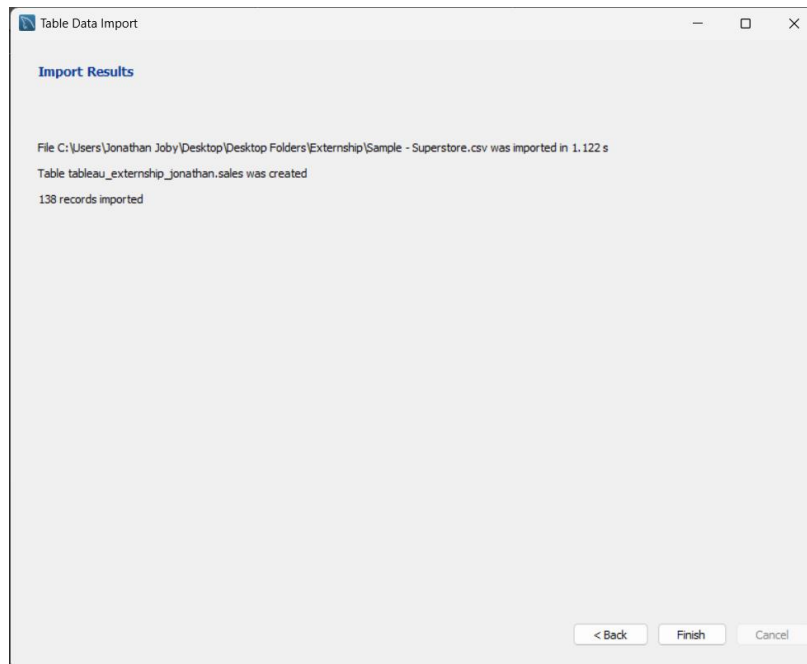 Table Data Import
Import Results
File C:\Users\Jonathan Joby\Desktop\Desktop Folders\Externship\Sample - Superstore.csv was imported in 1.122 s
Table tableau_externship_jonathan.sales was created
138 records imported
< Back Finish Cancel